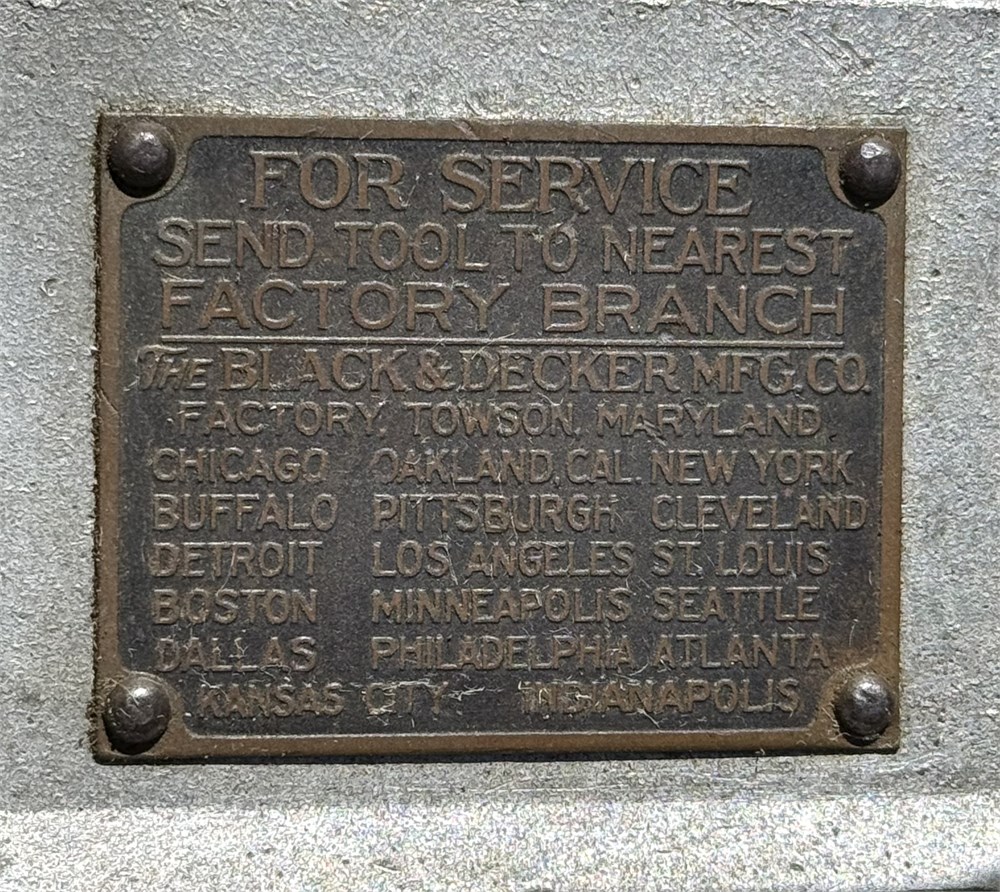 FOR SERVICE
SEND TOOL TO NEAREST
FACTORY BRANCH
THE BLACK & DECKER MFG. CO.
FACTORY, TOWSON, MARYLAND.
CHICAGO OAKLAND, CAL. NEW YORK
BUFFALO PITTSBURGH CLEVELAND
DETROIT LOS ANGELES ST. LOUIS
BOSTON MINNEAPOLIS SEATTLE
DALLAS PHILADELPHIA ATLANTA
KANSAS CITY INDIANAPOLIS